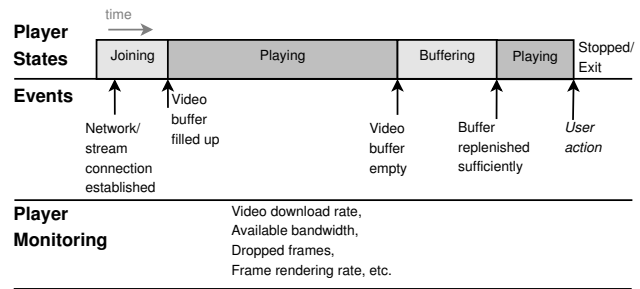 time
Player
States
Joining
Playing
Buffering
Playing
Stopped/
Exit
Events
Network/
stream
connection
established
Video
buffer
filled up
Video
buffer
empty
Buffer
replenished
sufficiently
User
action
Player
Monitoring
Video download rate,
Available bandwidth,
Dropped frames,
Frame rendering rate, etc.